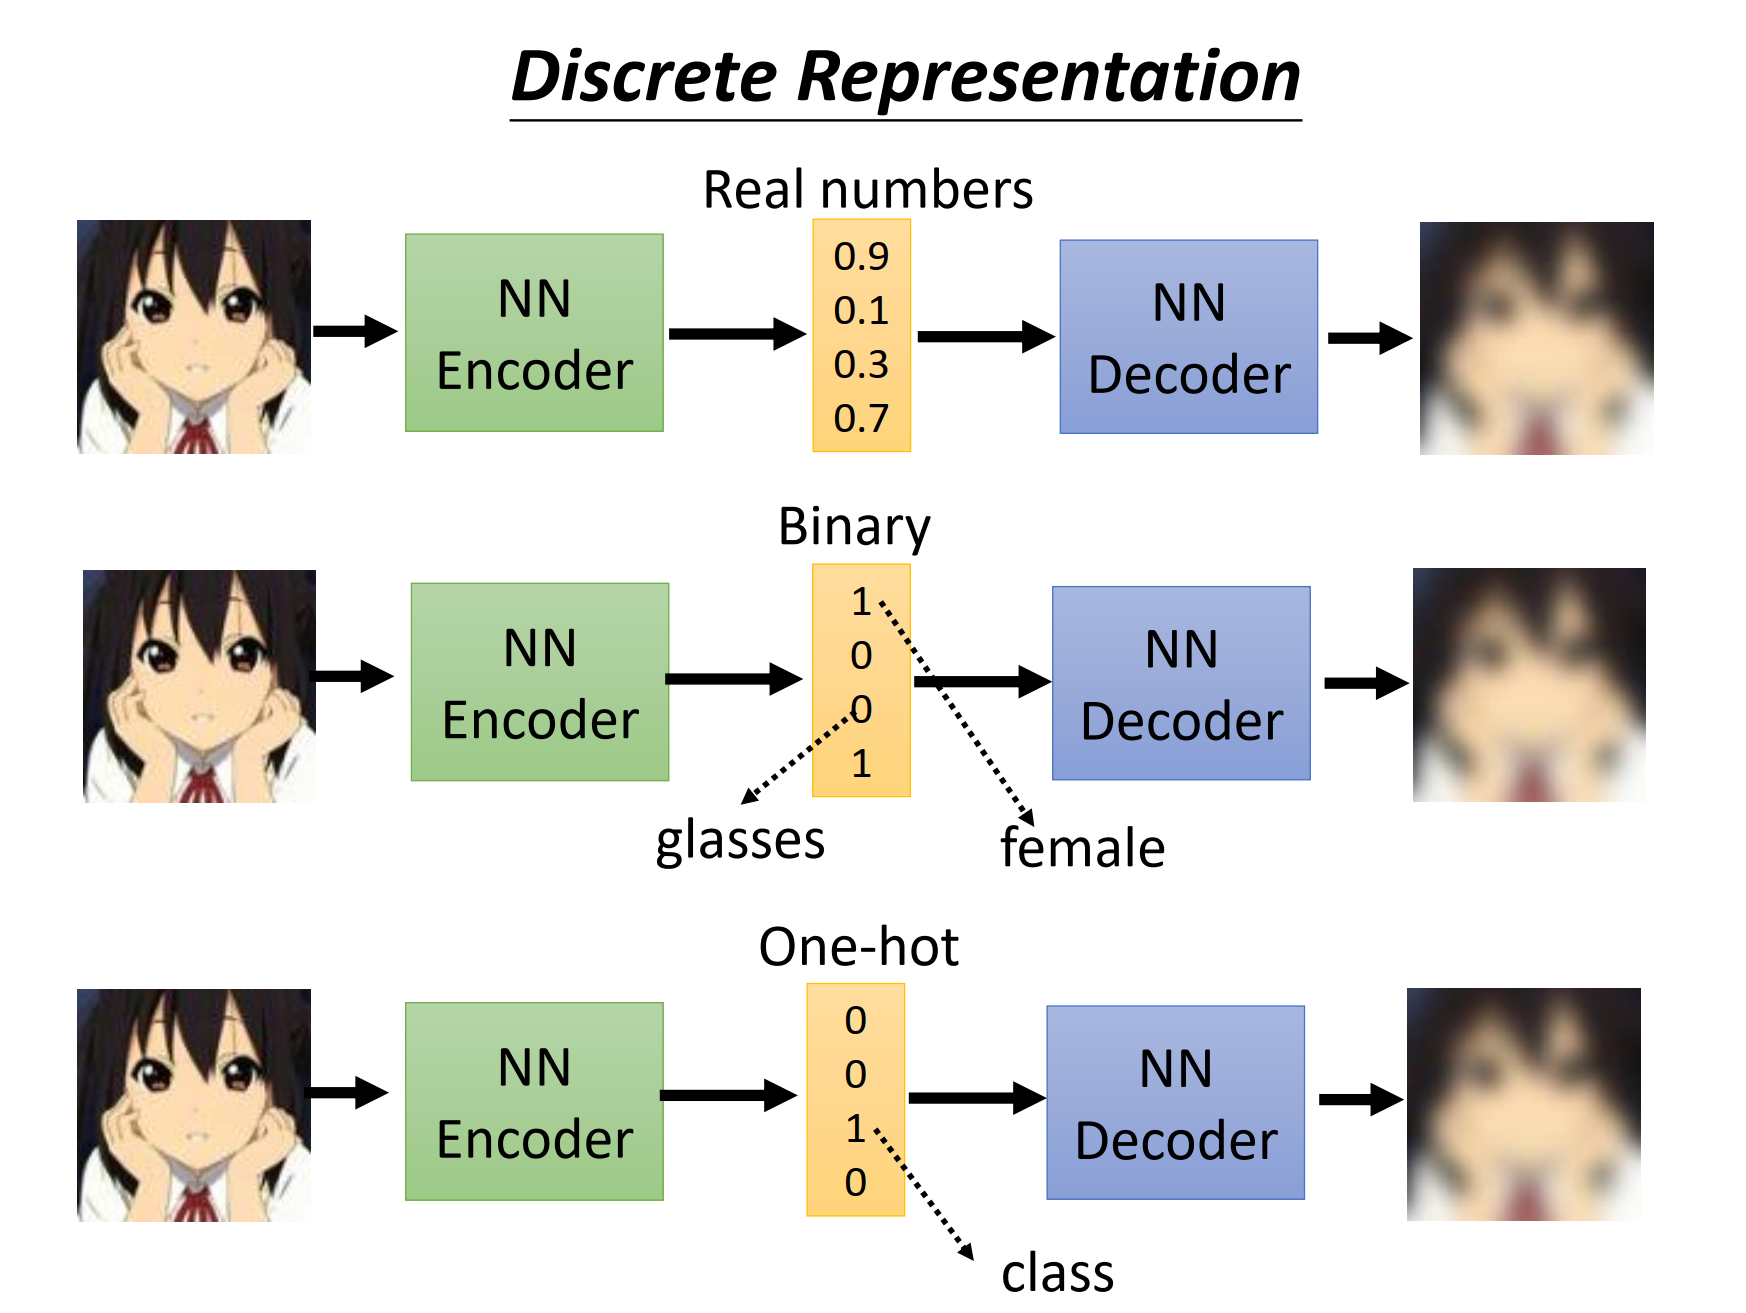 Discrete Representation
Real numbers
NN
Encoder
0.9
0.1
0.3
0.7
NN
Decoder
Binary
NN
Encoder
1
0
0
1
NN
Decoder
glasses
female
One-hot
NN
Encoder
0
0
1
0
NN
Decoder
class